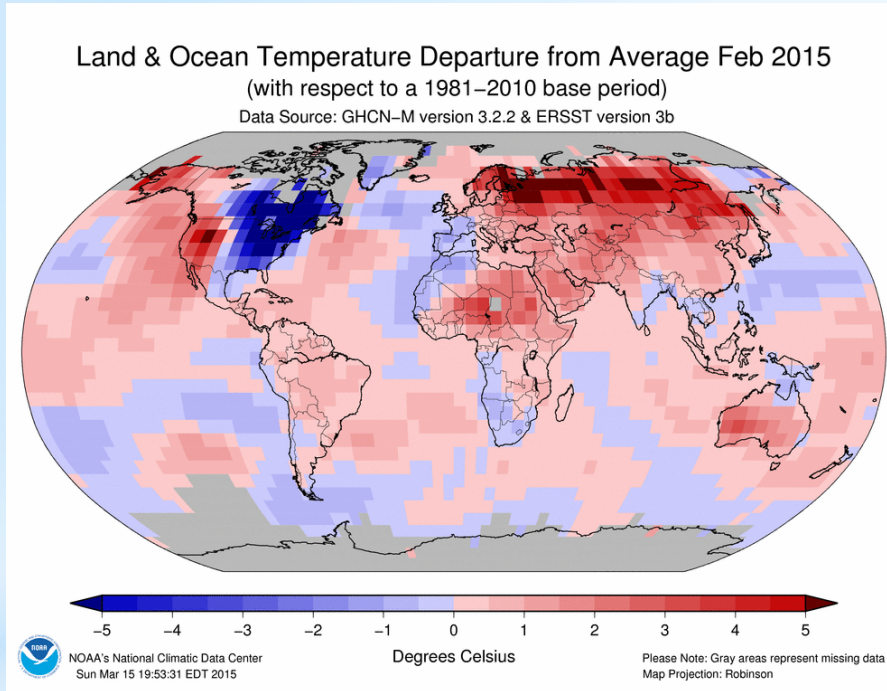 Land & Ocean Temperature Departure from Average Feb 2015
(with respect to a 1981–2010 base period)
Data Source: GHCN–M version 3.2.2 & ERSST version 3b
−5 −4 −3 −2 −1 0 1 2 3 4 5
Degrees Celsius
NOAA
NOAA's National Climatic Data Center
Sun Mar 15 19:53:31 EDT 2015
Please Note: Gray areas represent missing data
Map Projection: Robinson